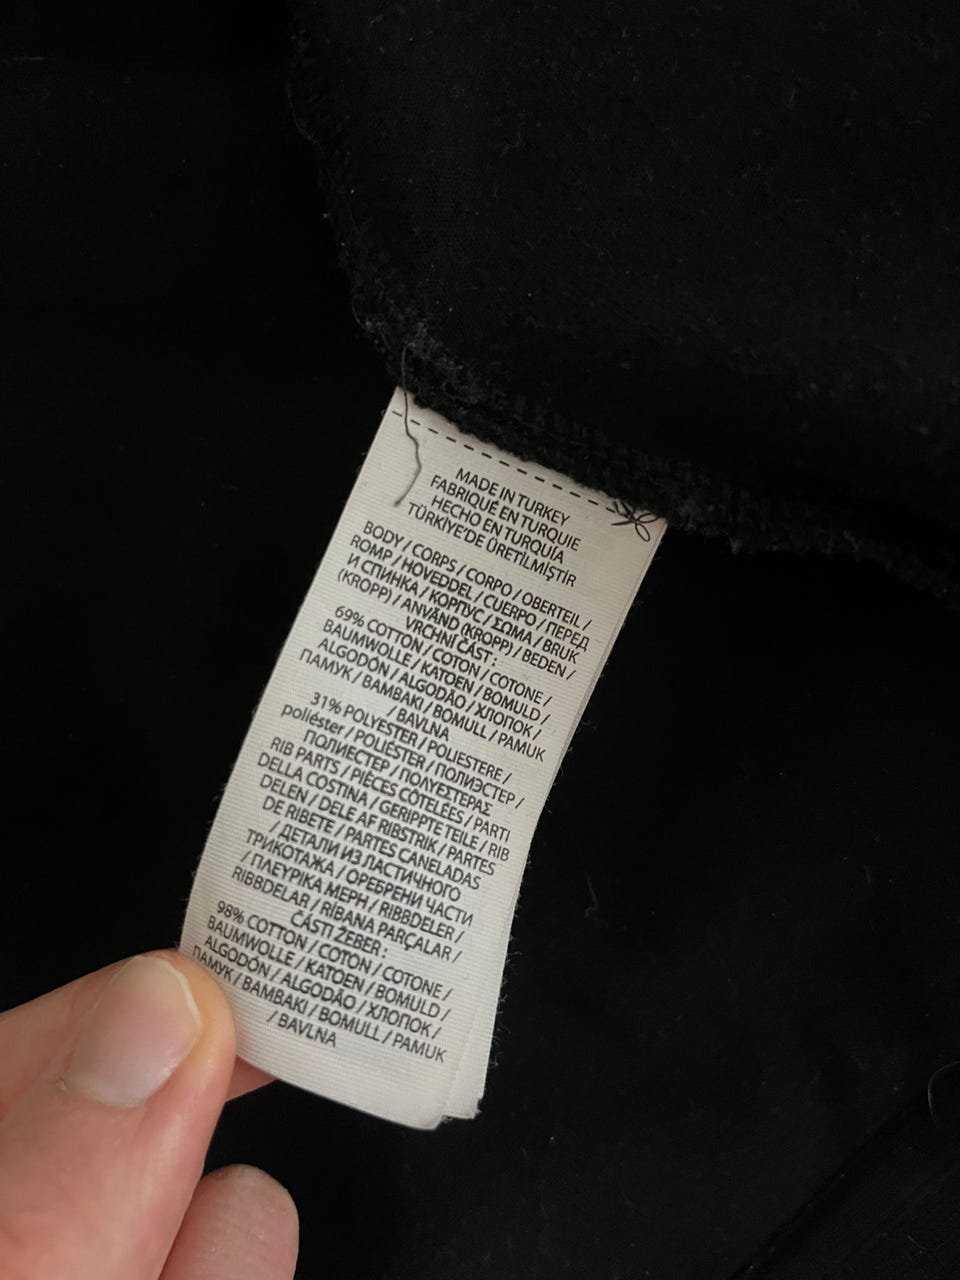 MADE IN TURKEY
FABRIQUÉ EN TURQUIE
HECHO EN TURQUÍA
TÜRKİYE'DE ÜRETİLMİŞTİR
BODY / CORPS / CORPO / OBERTEIL /
ROMP / HOVEDDEL / CUERPO / ПЕРЕД
И СПИНКА / КОРПУС / ΣΩΜΑ / BRUK
(KROPP) / ANVÄND (KROPP) / BEDEN /
VRCHNÍ ČÁST :
69% COTTON / COTON / COTONE /
BAUMWOLLE / KATOEN / BOMULD /
ALGODÓN / ALGODÃO / ХЛОПОК /
ПАМУК / ΒΑΜΒΑΚΙ / BOMULL / PAMUK
/ BAVLNA
31% POLYESTER / POLIESTERE /
poliéster / POLIÉSTER / ПОЛИЭСТЕР /
ПОЛИЕСТЕР / ΠΟΛΥΕΣΤΕΡΑΣ
RIB PARTS / PIÈCES CÔTELÉES / PARTI
DELLA COSTINA / GERIPPTE TEILE / RIB
DELEN / DELE AF RIBSTRIK / PARTES
DE RIBETE / PARTES CANELADAS
/ ДЕТАЛИ ИЗ ЛАСТИЧНОГО
ТРИКОТАЖА / ОРЕБРЕНИ ЧАСТИ
/ ΠΛΕΥΡΙΚΑ ΜΕΡΗ / RIBBDELER /
RIBBDELAR / RİBANA PARÇALAR /
ČÁSTI ŽEBER :
98% COTTON / COTON / COTONE /
BAUMWOLLE / KATOEN / BOMULD /
ALGODÓN / ALGODÃO / ХЛОПОК /
ПАМУК / ΒΑΜΒΑΚΙ / BOMULL / PAMUK
/ BAVLNA